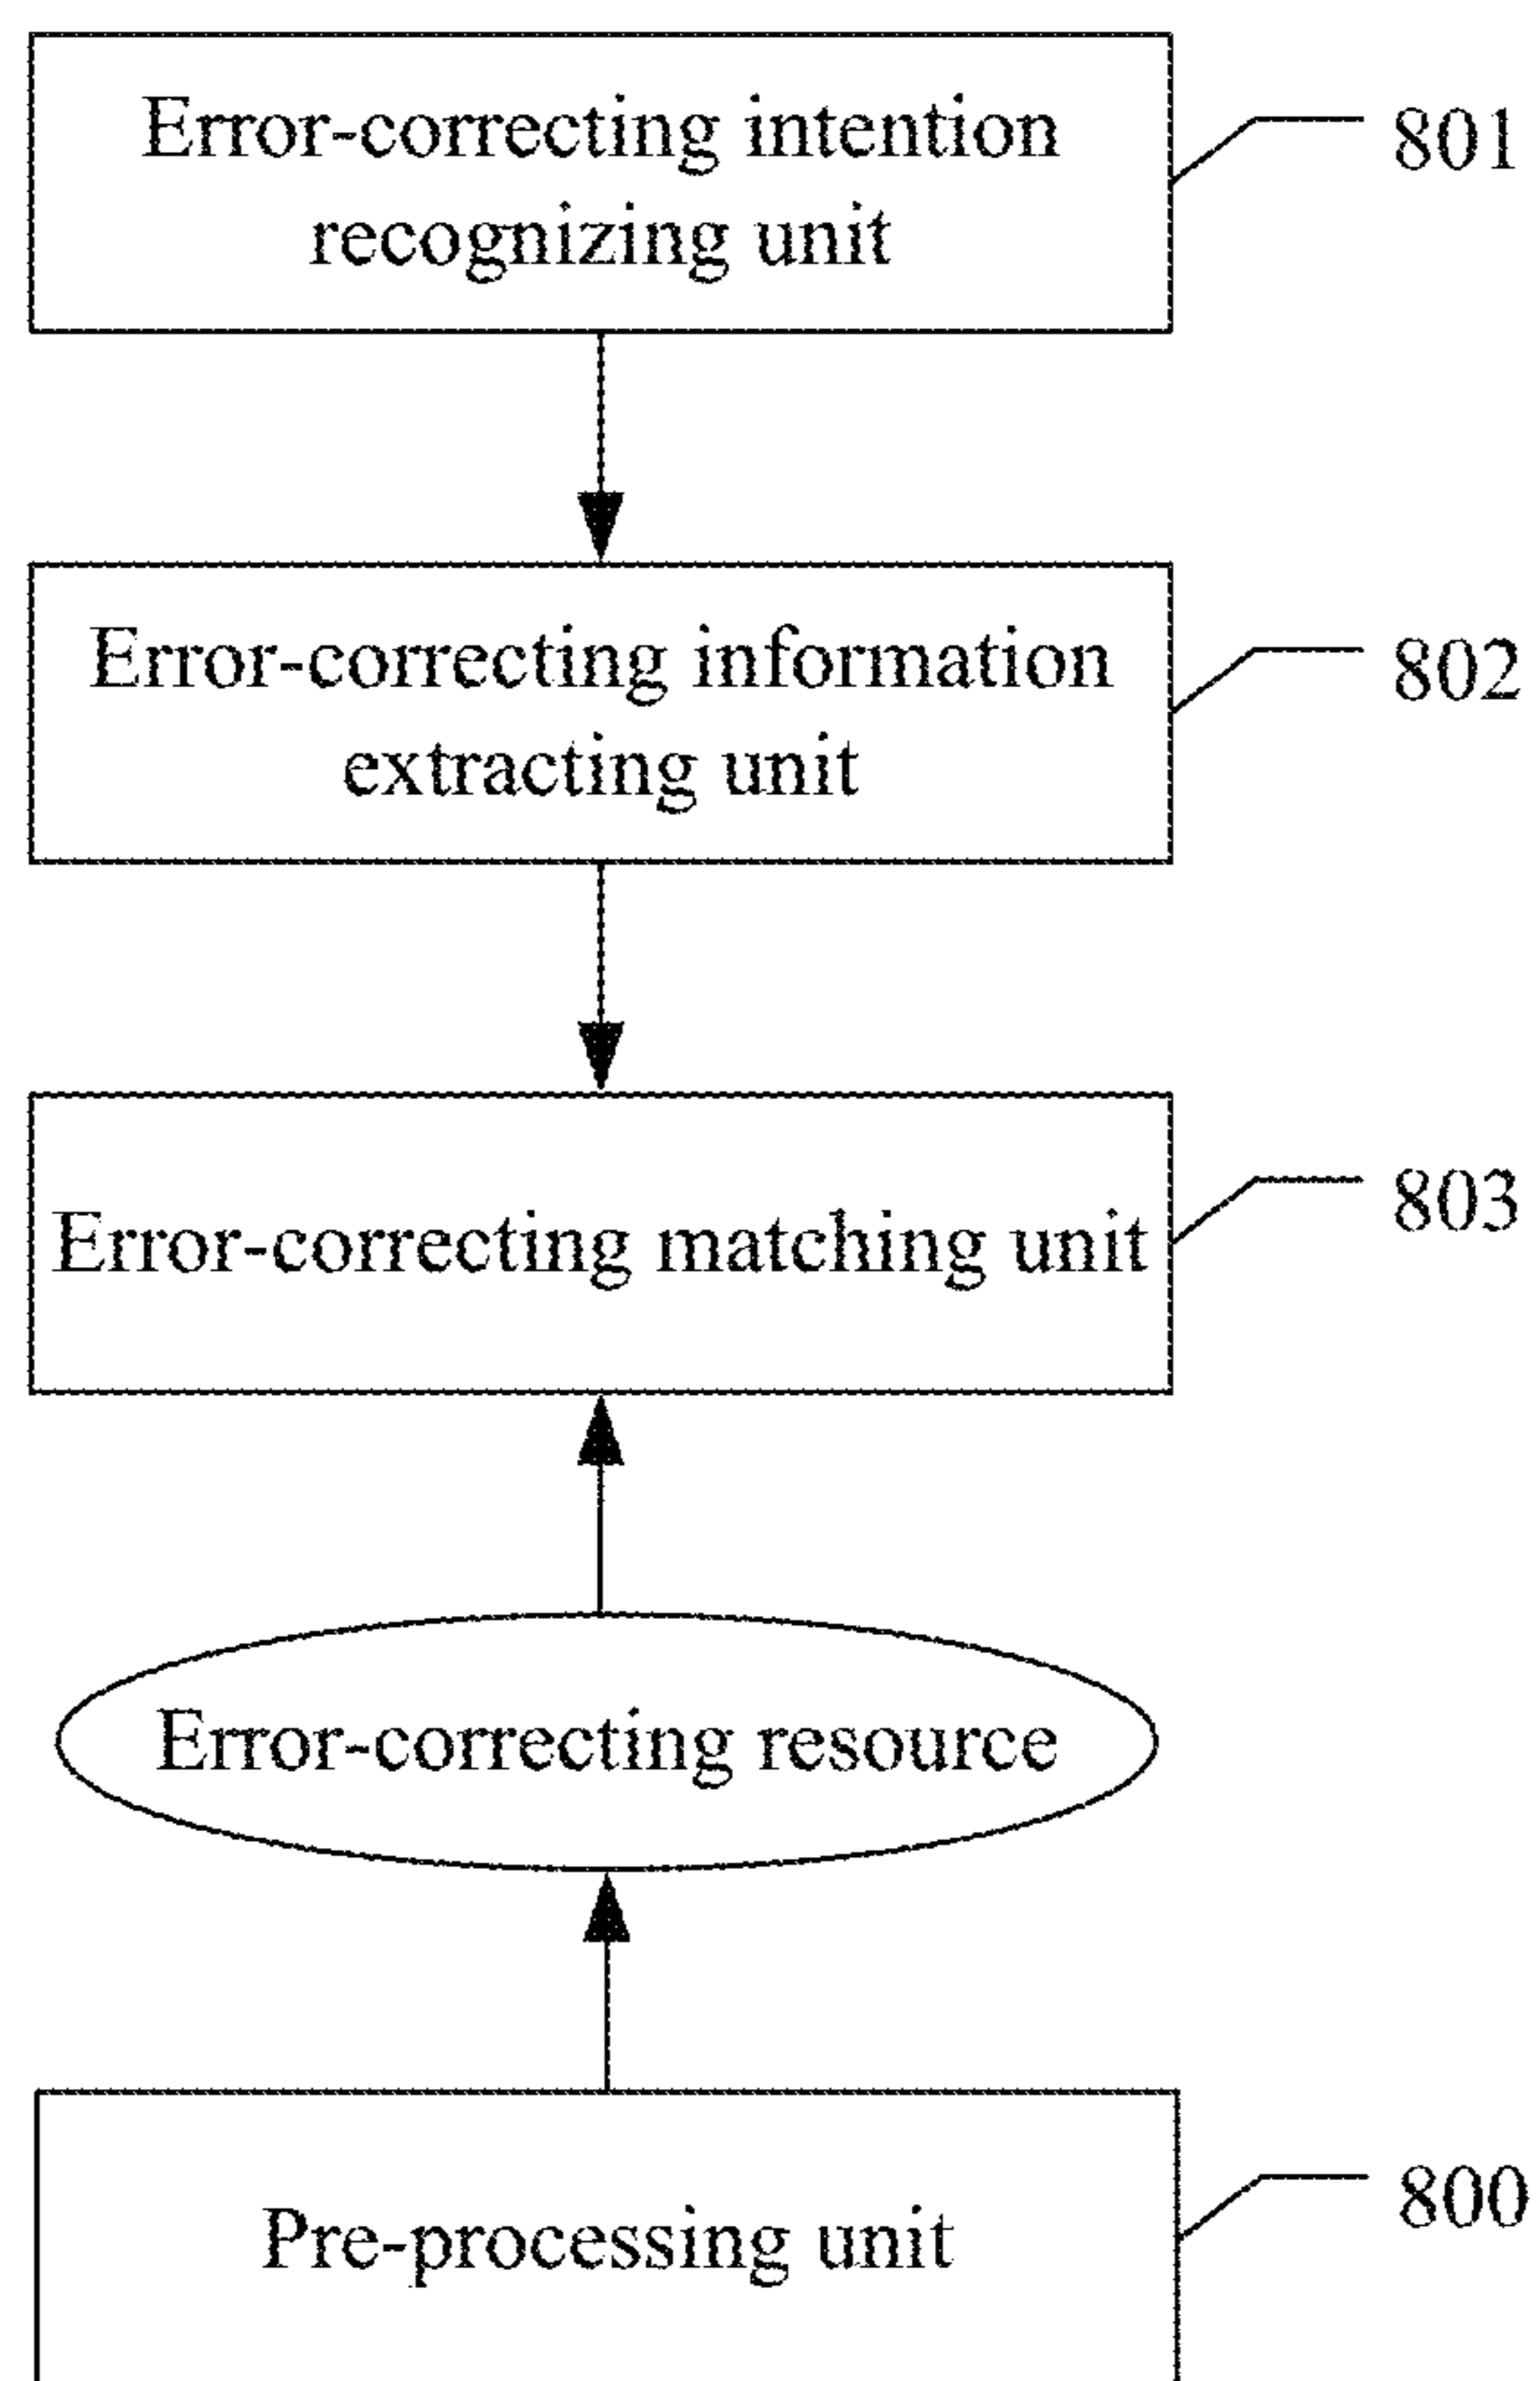 Error-correcting intention
recognizing unit
801
Error-correcting information
extracting unit
802
Error-correcting matching unit
803
Error-correcting resource
Pre-processing unit
800